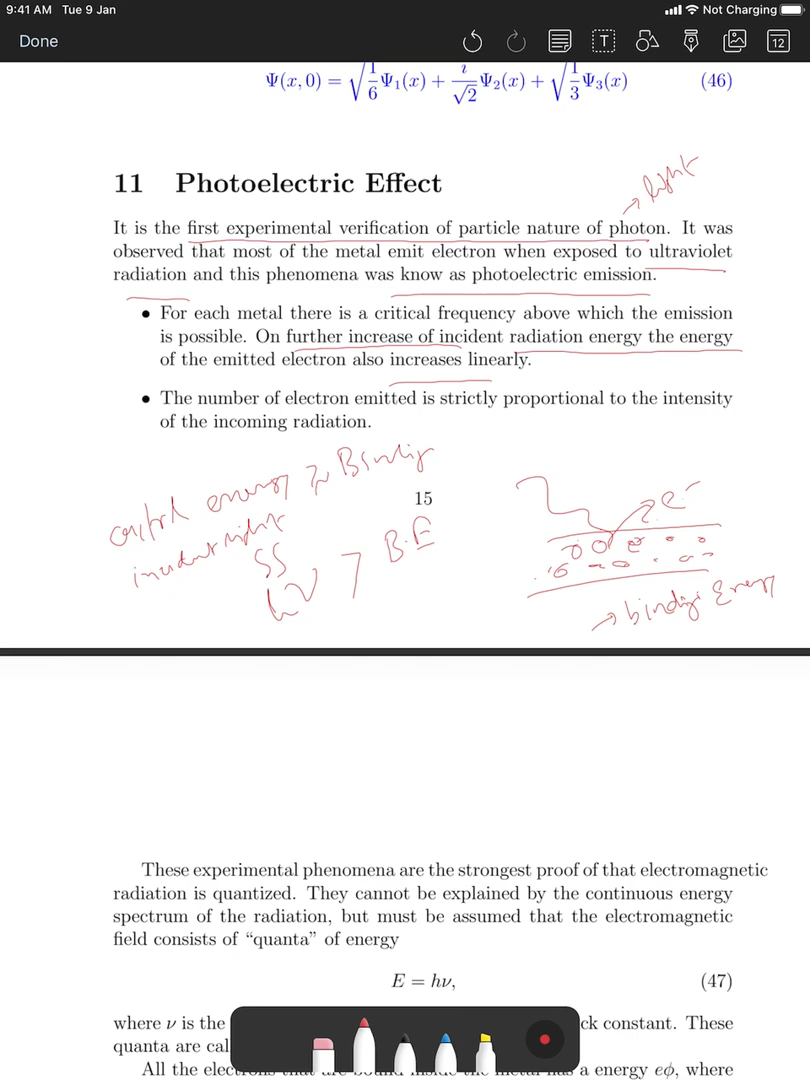 9:41 AM Tue 9 Jan Not Charging
Done 12
Ψ(x, 0) = √(1/6) Ψ₁(x) + i/√2 Ψ₂(x) + √(1/3) Ψ₃(x) (46)
→ light
11 Photoelectric Effect
It is the first experimental verification of particle nature of photon. It was
observed that most of the metal emit electron when exposed to ultraviolet
radiation and this phenomena was know as photoelectric emission.
• For each metal there is a critical frequency above which the emission
is possible. On further increase of incident radiation energy the energy
of the emitted electron also increases linearly.
• The number of electron emitted is strictly proportional to the intensity
of the incoming radiation.
energy Binding
incident light
15
hν > B.E
e⁻
→ binding Energy
These experimental phenomena are the strongest proof of that electromagnetic
radiation is quantized. They cannot be explained by the continuous energy
spectrum of the radiation, but must be assumed that the electromagnetic
field consists of “quanta” of energy
E = hν, (47)
where ν is the ck constant. These
quanta are cal
All the elect a energy eϕ, where